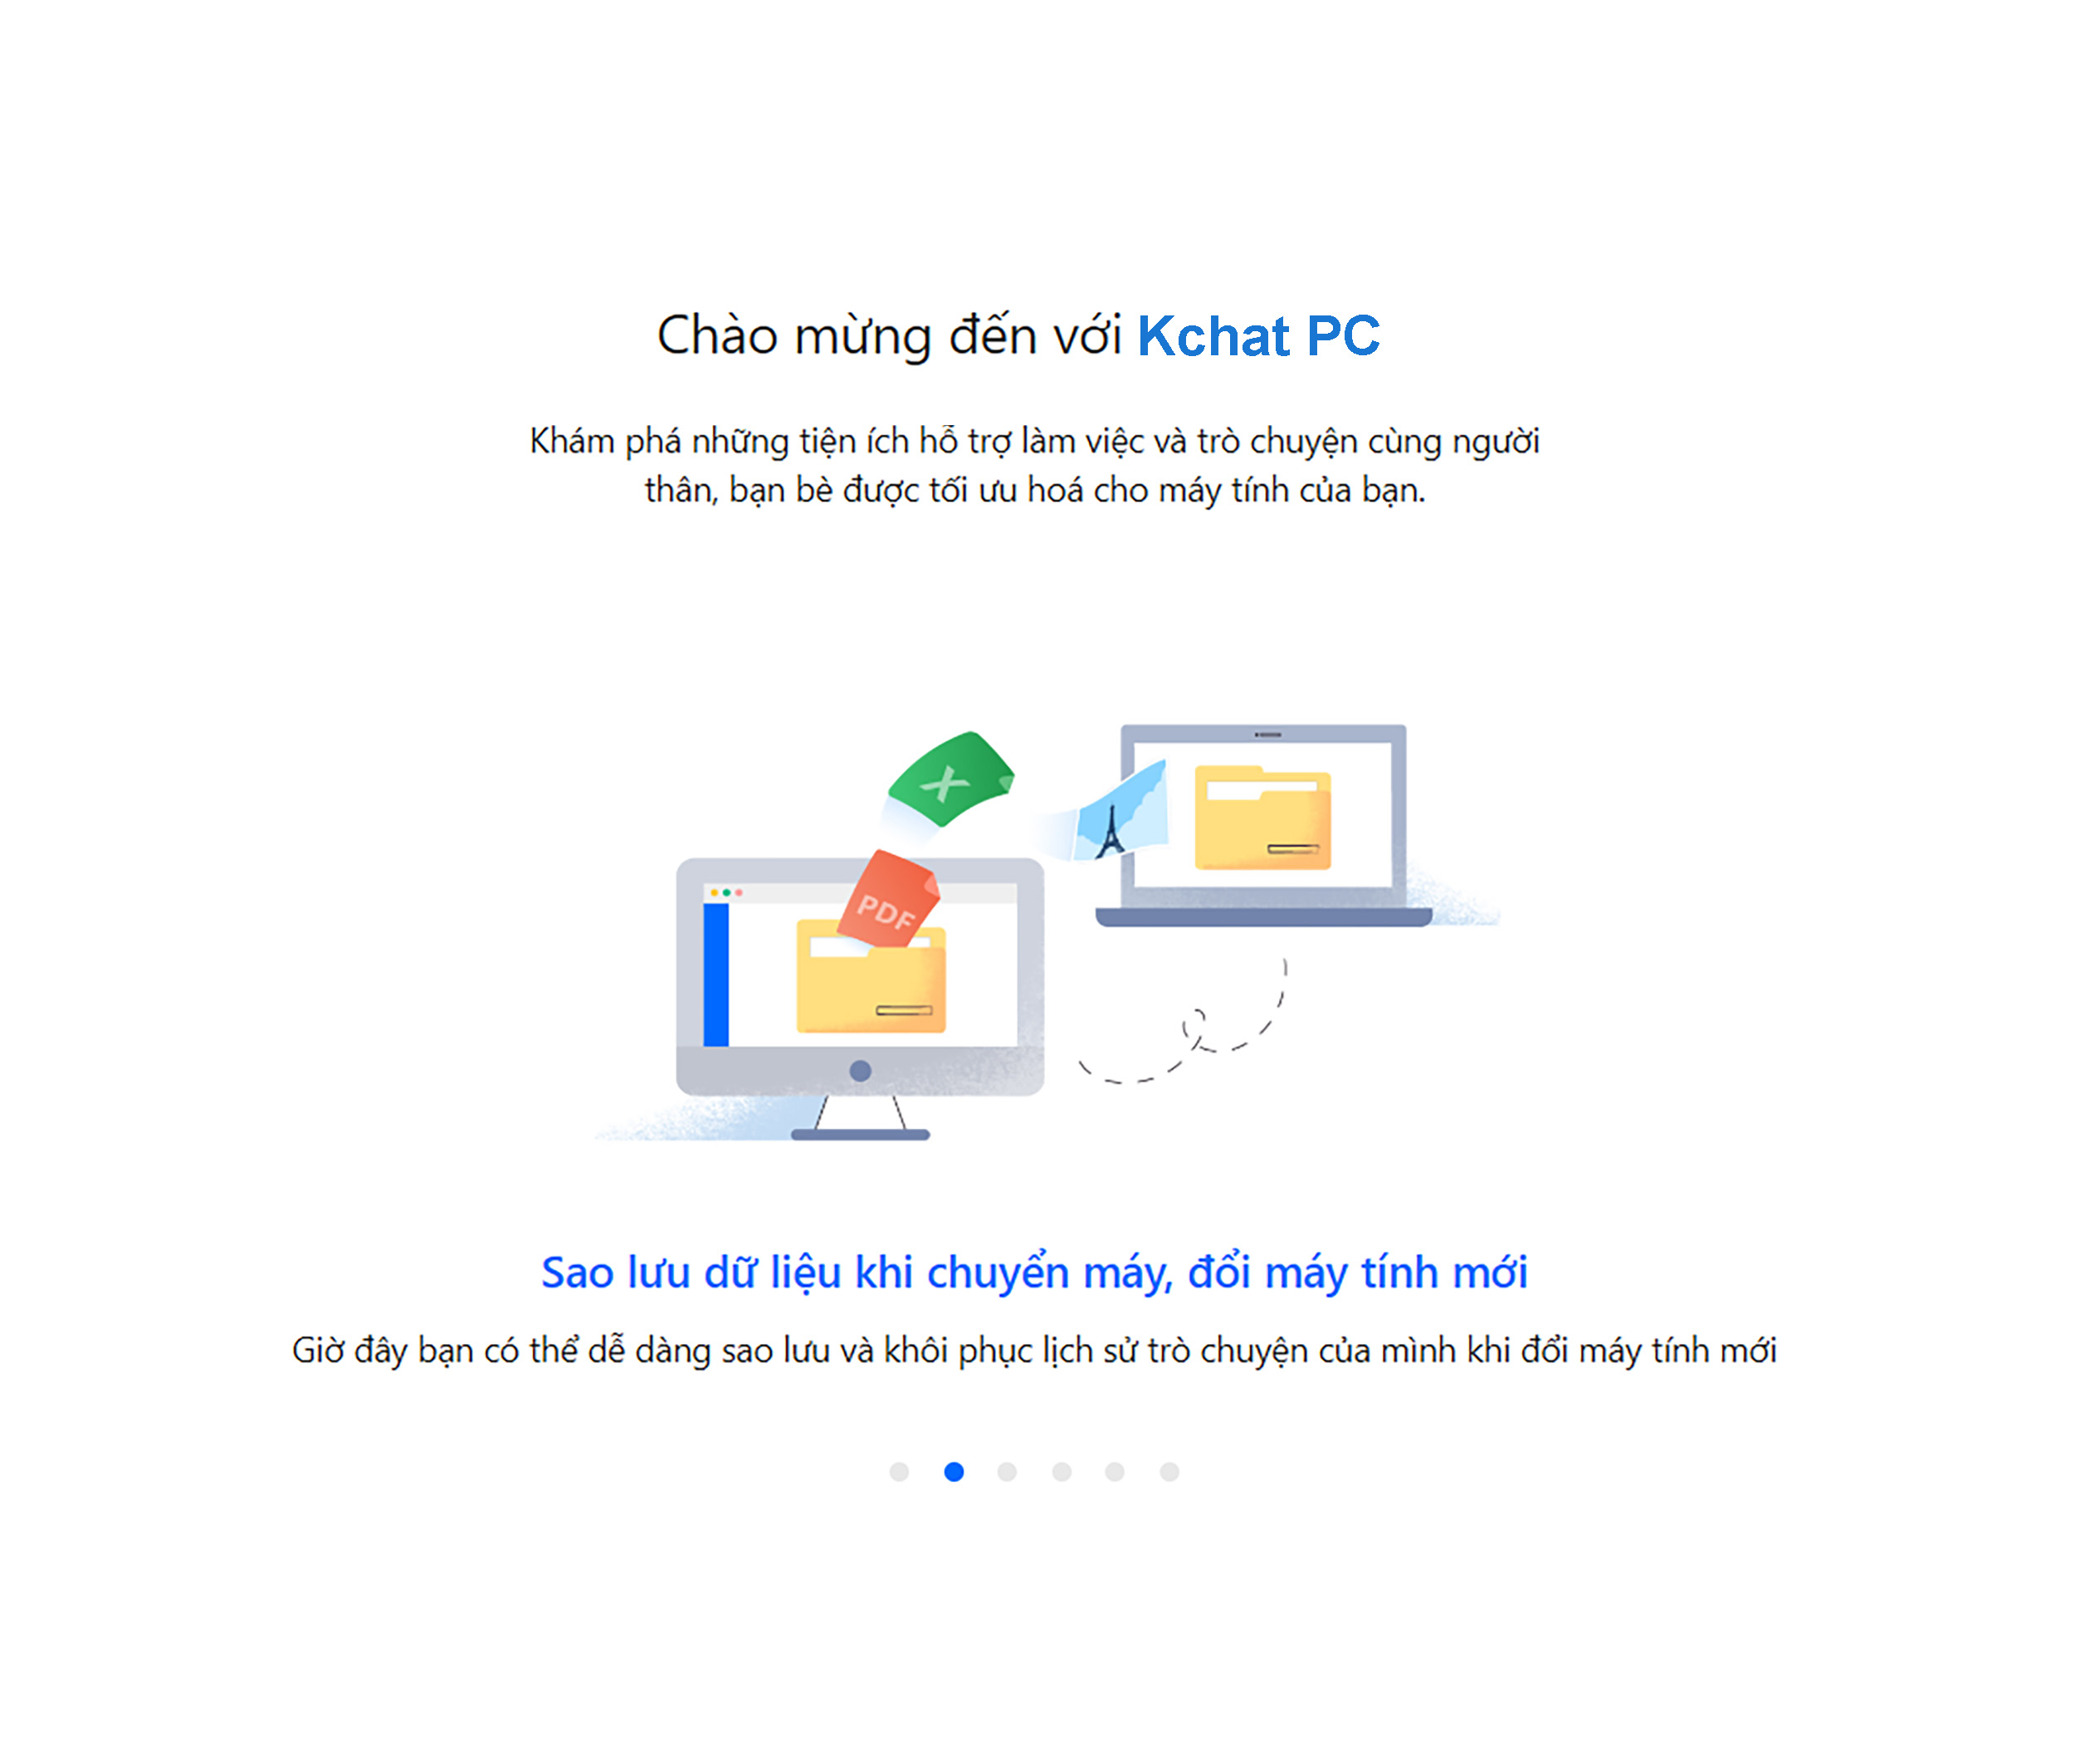 Chào mừng đến với Kchat PC
Khám phá những tiện ích hỗ trợ làm việc và trò chuyện cùng người
thân, bạn bè được tối ưu hoá cho máy tính của bạn.
X
PDF
Sao lưu dữ liệu khi chuyển máy, đổi máy tính mới
Giờ đây bạn có thể dễ dàng sao lưu và khôi phục lịch sử trò chuyện của mình khi đổi máy tính mới